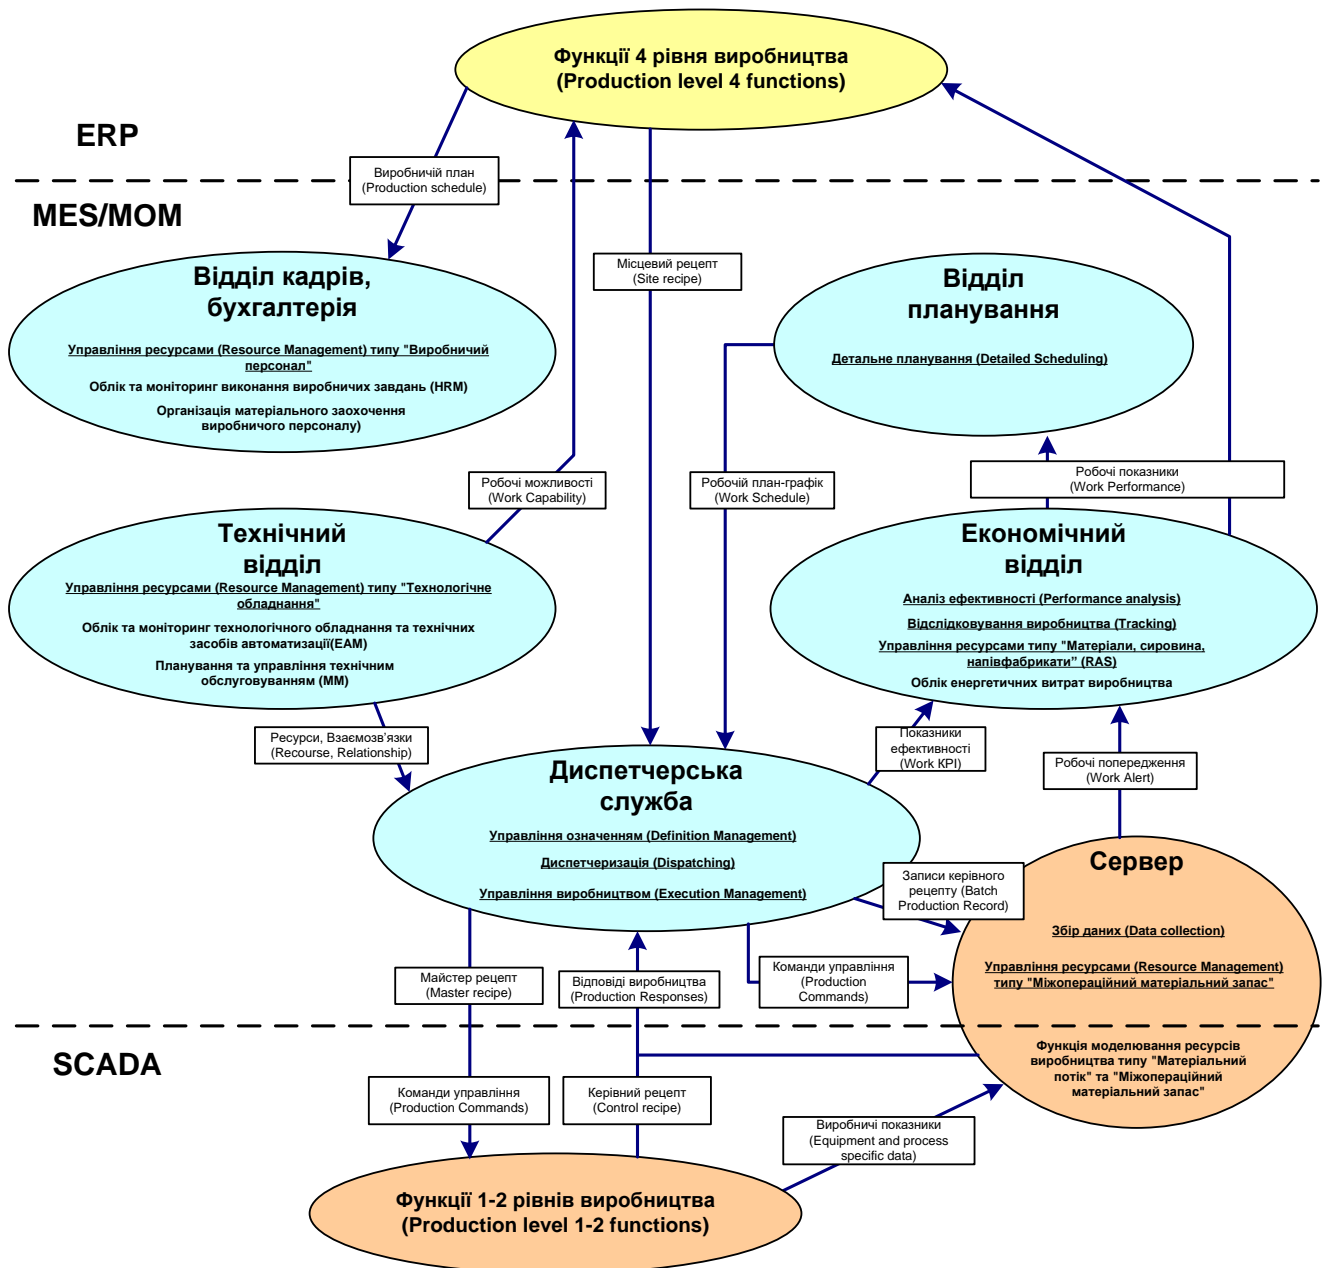 Функції 4 рівня виробництва
(Production level 4 functions)
ERP
Виробничій план
(Production schedule)
MES/MOM
Відділ кадрів,
бухгалтерія
Управління ресурсами (Resource Management) типу "Виробничий
персонал"
Облік та моніторинг виконання виробничих завдань (HRM)
Організація матеріального заохочення
виробничого персоналу)
Місцевий рецепт
(Site recipe)
Відділ
планування
Детальне планування (Detailed Scheduling)
Робочі можливості
(Work Capability)
Робочій план-графік
(Work Schedule)
Робочі показники
(Work Performance)
Технічний
відділ
Управління ресурсами (Resource Management) типу "Технологічне
обладнання"
Облік та моніторинг технологічного обладнання та технічних
засобів автоматизації(EAM)
Планування та управління технічним
обслуговуванням (ММ)
Економічний
відділ
Аналіз ефективності (Performance analysis)
Відслідковування виробництва (Tracking)
Управління ресурсами типу "Матеріали, сировина,
напівфабрикати” (RAS)
Облік енергетичних витрат виробництва
Ресурси, Взаємозв’язки
(Recourse, Relationship)
Показники
ефективності
(Work КРІ)
Робочі попередження
(Work Alert)
Диспетчерська
служба
Управління означенням (Definition Management)
Диспетчеризація (Dispatching)
Управління виробництвом (Execution Management)
Записи керівного
рецепту (Batch
Production Record)
Сервер
Збір даних (Data collection)
Управління ресурсами (Resource Management)
типу "Міжопераційний матеріальний запас"
Майстер рецепт
(Master recipe)
Відповіді виробництва
(Production Responses)
Команди управління
(Production
Commands)
SCADA
Функція моделювання ресурсів
виробництва типу "Матеріальний
потік" та "Міжопераційний
матеріальний запас"
Команди управління
(Production Commands)
Керівний рецепт
(Control recipe)
Виробничі показники
(Equipment and process
specific data)
Функції 1-2 рівнів виробництва
(Production level 1-2 functions)